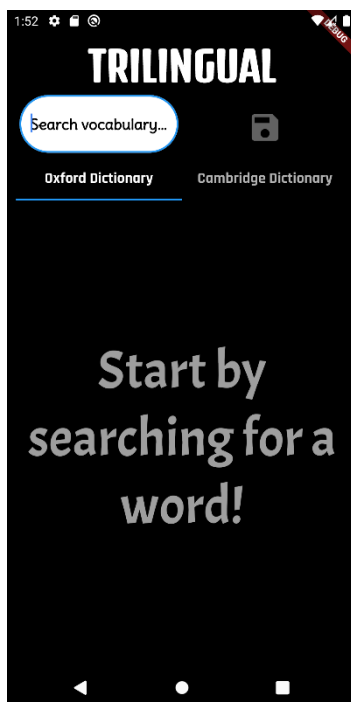 1:52
DEBUG
TRILINGUAL
Search vocabulary...
Oxford Dictionary
Cambridge Dictionary
Start by
searching for a
word!